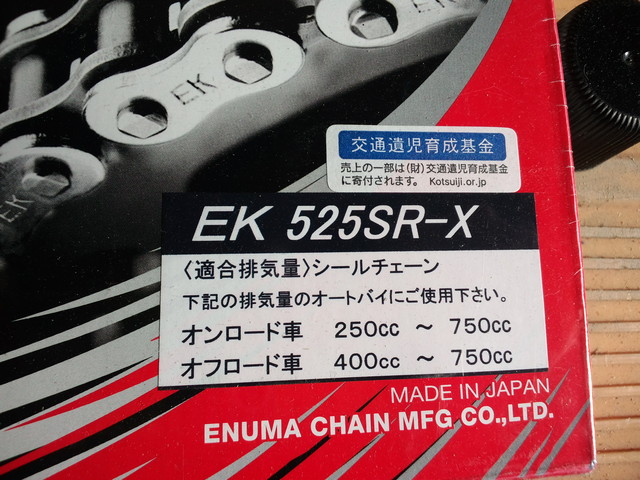 EK
EK
交通遺児育成基金
売上の一部は(財)交通遺児育成基金
に寄付されます。 Kotsuiji.or.jp
EK 525SR-X
〈適合排気量〉シールチェーン
下記の排気量のオートバイにご使用下さい。
オンロード車 250cc ～ 750cc
オフロード車 400cc ～ 750cc
MADE IN JAPAN
ENUMA CHAIN MFG CO.,LTD.